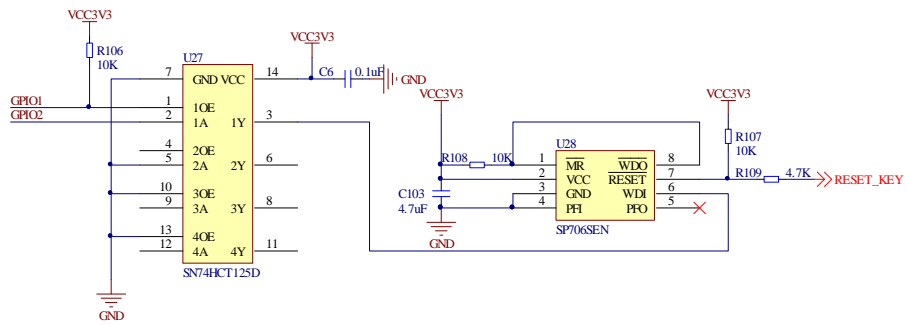 VCC3V3
R106
10K
U27
VCC3V3
C6 0.1uF
GND
7 GND VCC 14
GPIO1
1 1OE
GPIO2
2 1A 1Y 3
4 2OE
5 2A 2Y 6
10 3OE
9 3A 3Y 8
13 4OE
12 4A 4Y 11
SN74HCT125D
GND
VCC3V3
VCC3V3
R107
10K
U28
R108 10K
1 MR WDO 8
2 VCC RESET 7
3 GND WDI 6
4 PFI PFO 5
SP706SEN
C103
4.7uF
GND
R109 4.7K
RESET_KEY